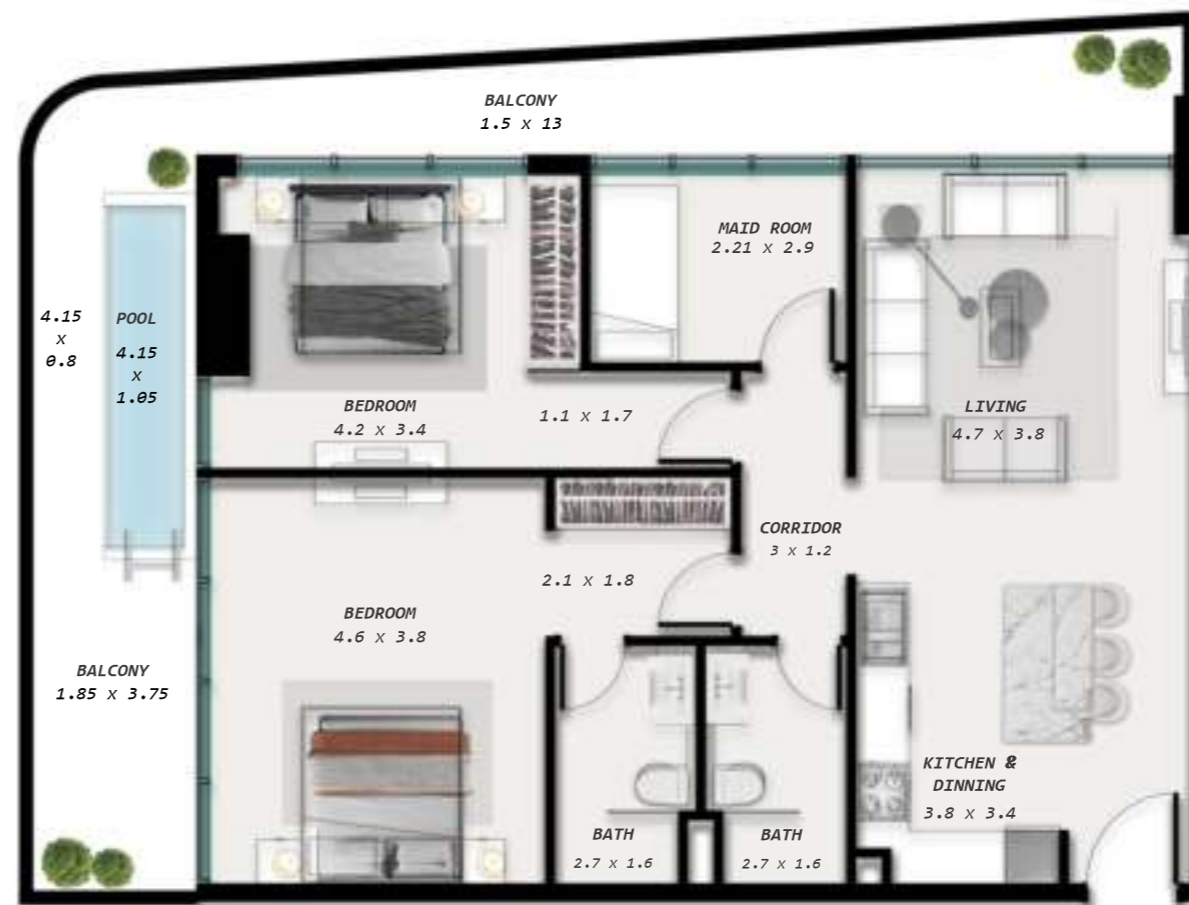 BALCONY
1.5 x 13
MAID ROOM
2.21 x 2.9
4.15
x
0.8
POOL
4.15
x
1.05
BEDROOM
4.2 x 3.4
1.1 x 1.7
LIVING
4.7 x 3.8
CORRIDOR
3 x 1.2
2.1 x 1.8
BEDROOM
4.6 x 3.8
BALCONY
1.85 x 3.75
KITCHEN &
DINNING
3.8 x 3.4
BATH
2.7 x 1.6
BATH
2.7 x 1.6